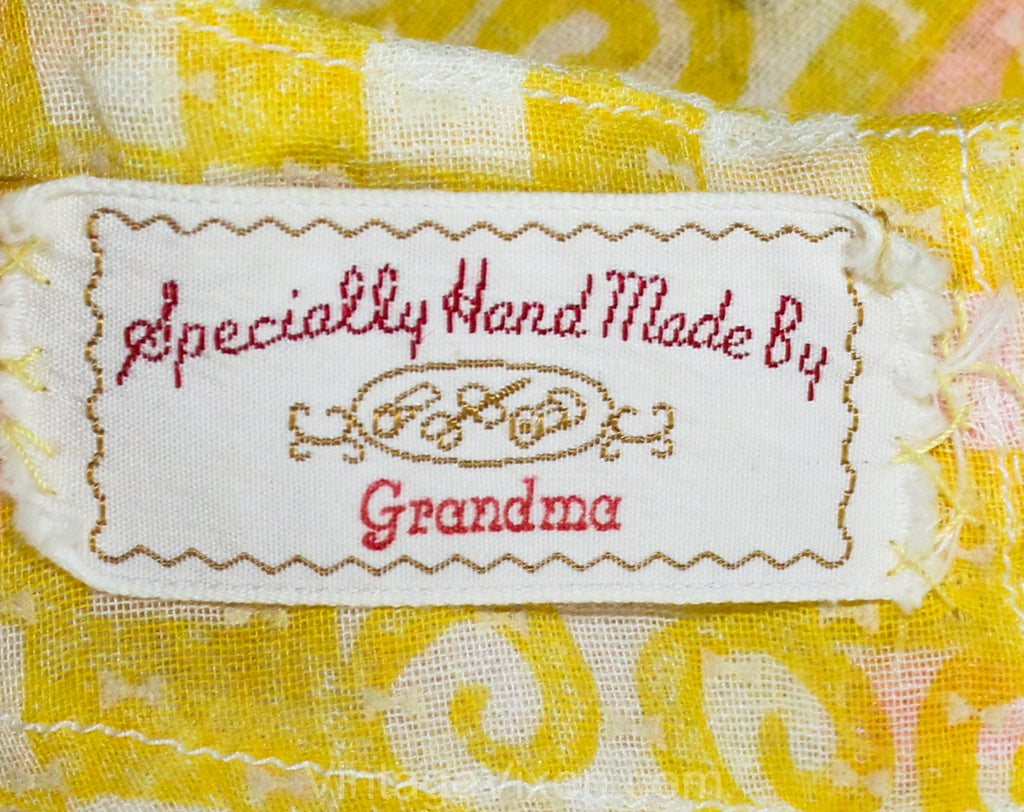 Specially Hand Made By
Grandma
vintagevixen.com